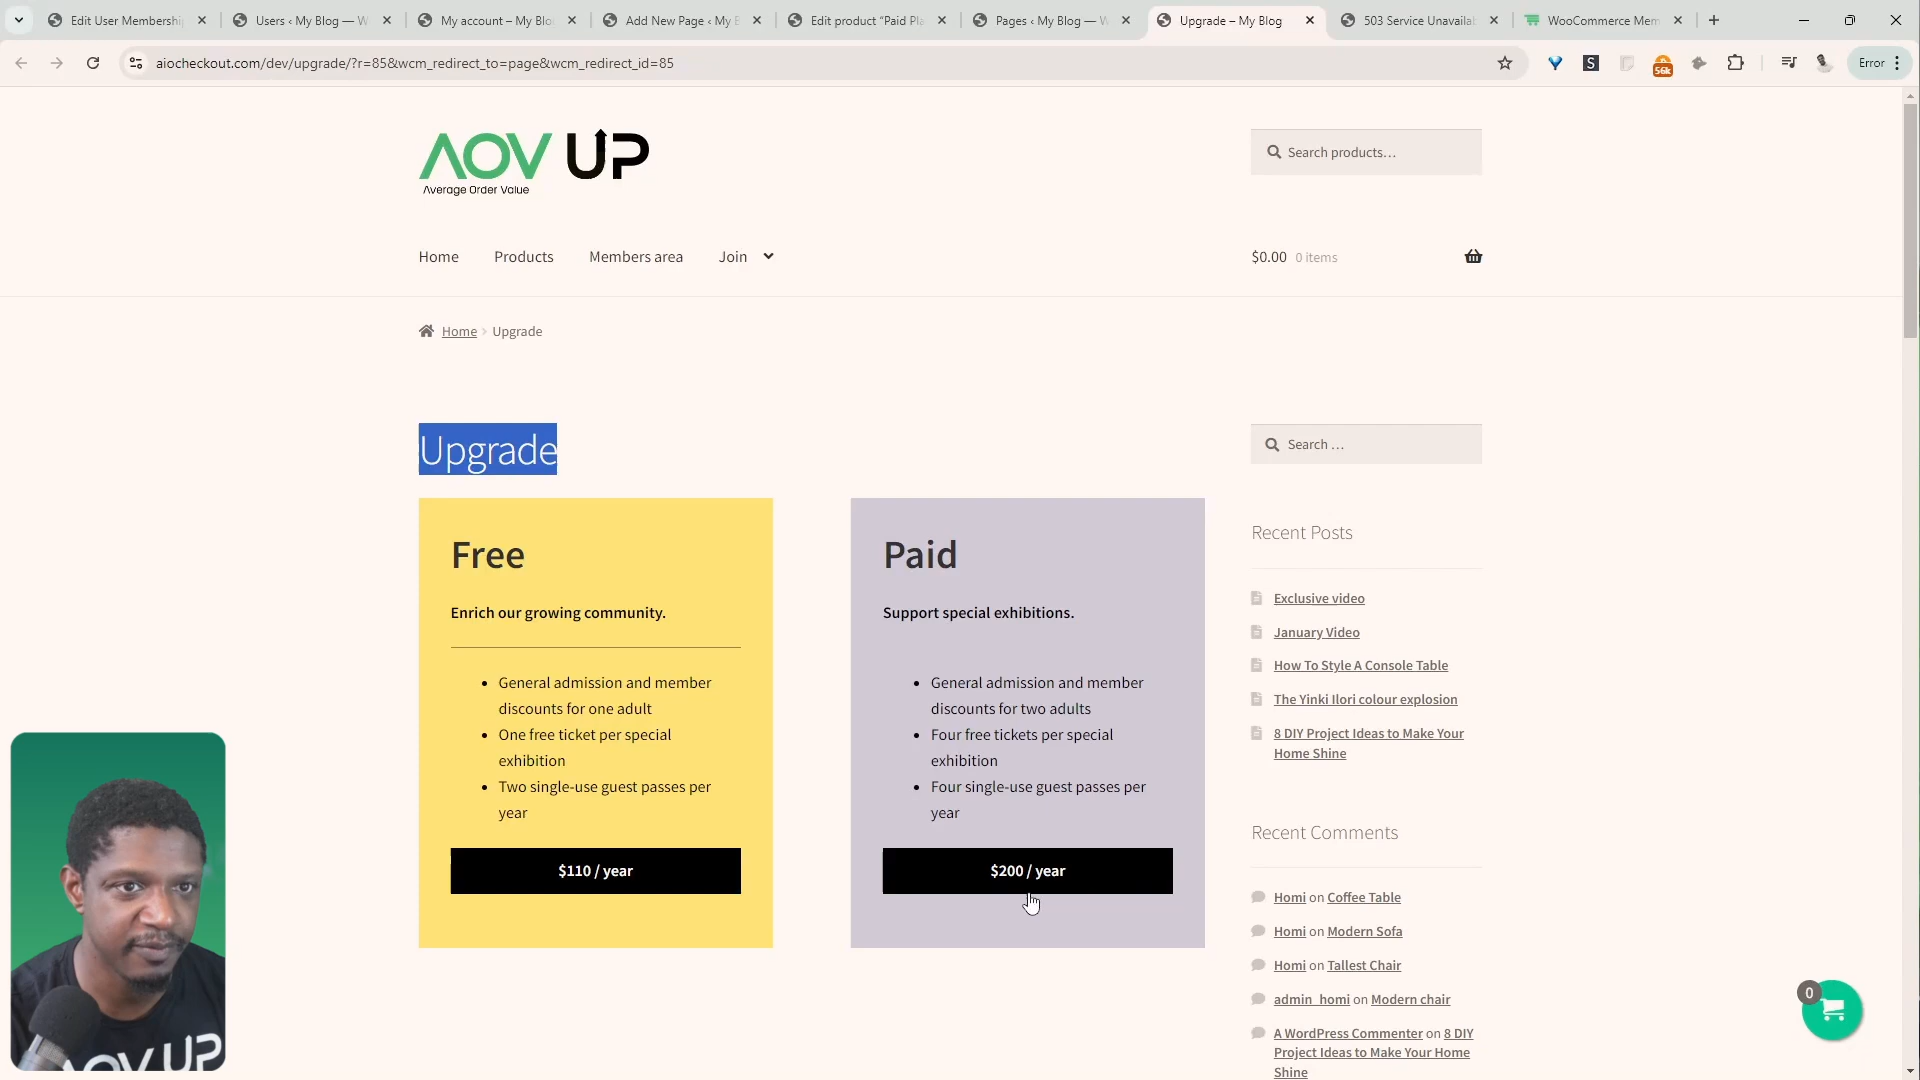 Edit User Membershi
Users ‹ My Blog — W
My account – My Blo
Add New Page ‹ My B
Edit product "Paid Pla
Pages ‹ My Blog — W
Upgrade – My Blog
503 Service Unavailab
WooCommerce Mem
aiocheckout.com/dev/upgrade/?r=85&wcm_redirect_to=page&wcm_redirect_id=85
S
56k
Error
AOV UP
Average Order Value
Search products…
Home
Products
Members area
Join
$0.00 0 items
Home › Upgrade
Upgrade
Search …
Free
Enrich our growing community.
General admission and member
discounts for one adult
One free ticket per special
exhibition
Two single-use guest passes per
year
$110 / year
Paid
Support special exhibitions.
General admission and member
discounts for two adults
Four free tickets per special
exhibition
Four single-use guest passes per
year
$200 / year
Recent Posts
Exclusive video
January Video
How To Style A Console Table
The Yinki Ilori colour explosion
8 DIY Project Ideas to Make Your
Home Shine
Recent Comments
Homi on Coffee Table
Homi on Modern Sofa
Homi on Tallest Chair
admin_homi on Modern chair
A WordPress Commenter on 8 DIY
Project Ideas to Make Your Home
Shine
0
AOV UP